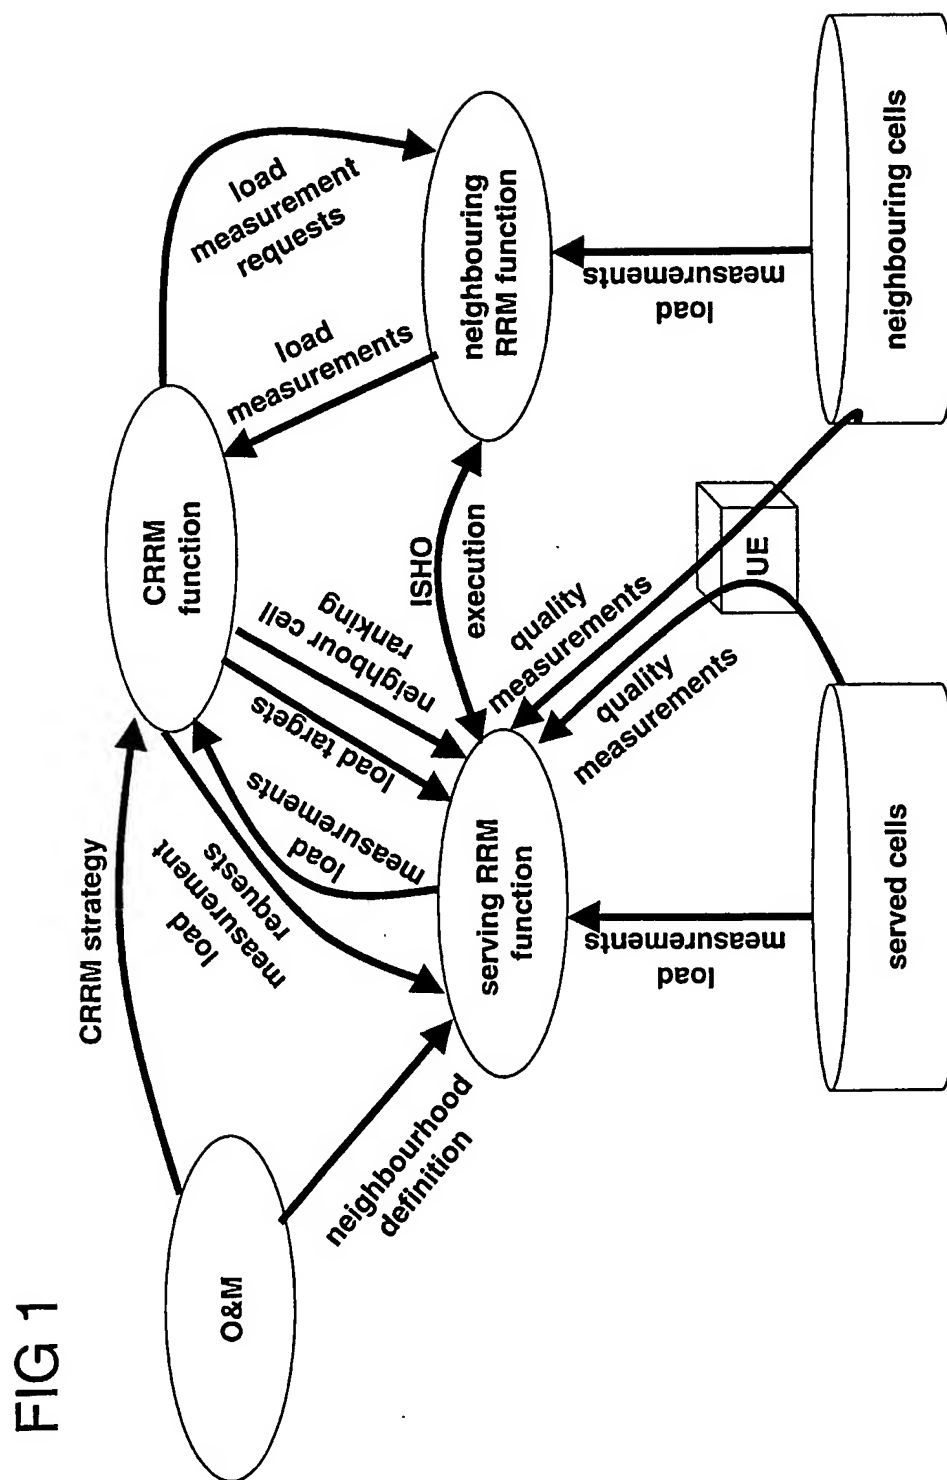 FIG 1
O&M
CRRM strategy
neighbourhood
definition
CRRM
function
load
measurement
requests
load
measurements
load targets
neighbour cell
ranking
load
measurements
load
measurement
requests
serving RRM
function
ISHO
execution
neighbouring
RRM function
quality
measurements
quality
measurements
UE
load
measurements
load
measurements
served cells
neighbouring cells